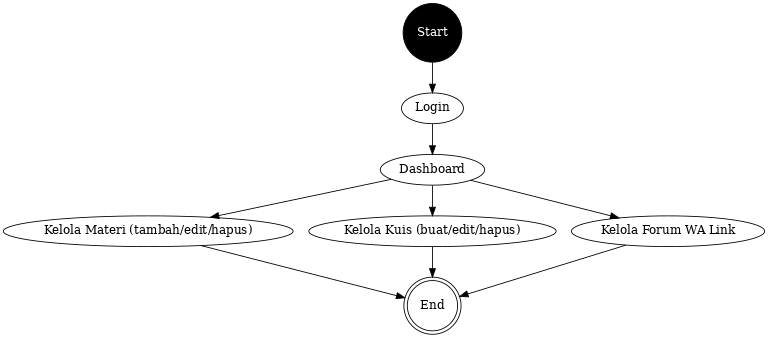 Start
Login
Dashboard
Kelola Materi (tambah/edit/hapus)
Kelola Kuis (buat/edit/hapus)
Kelola Forum WA Link
End